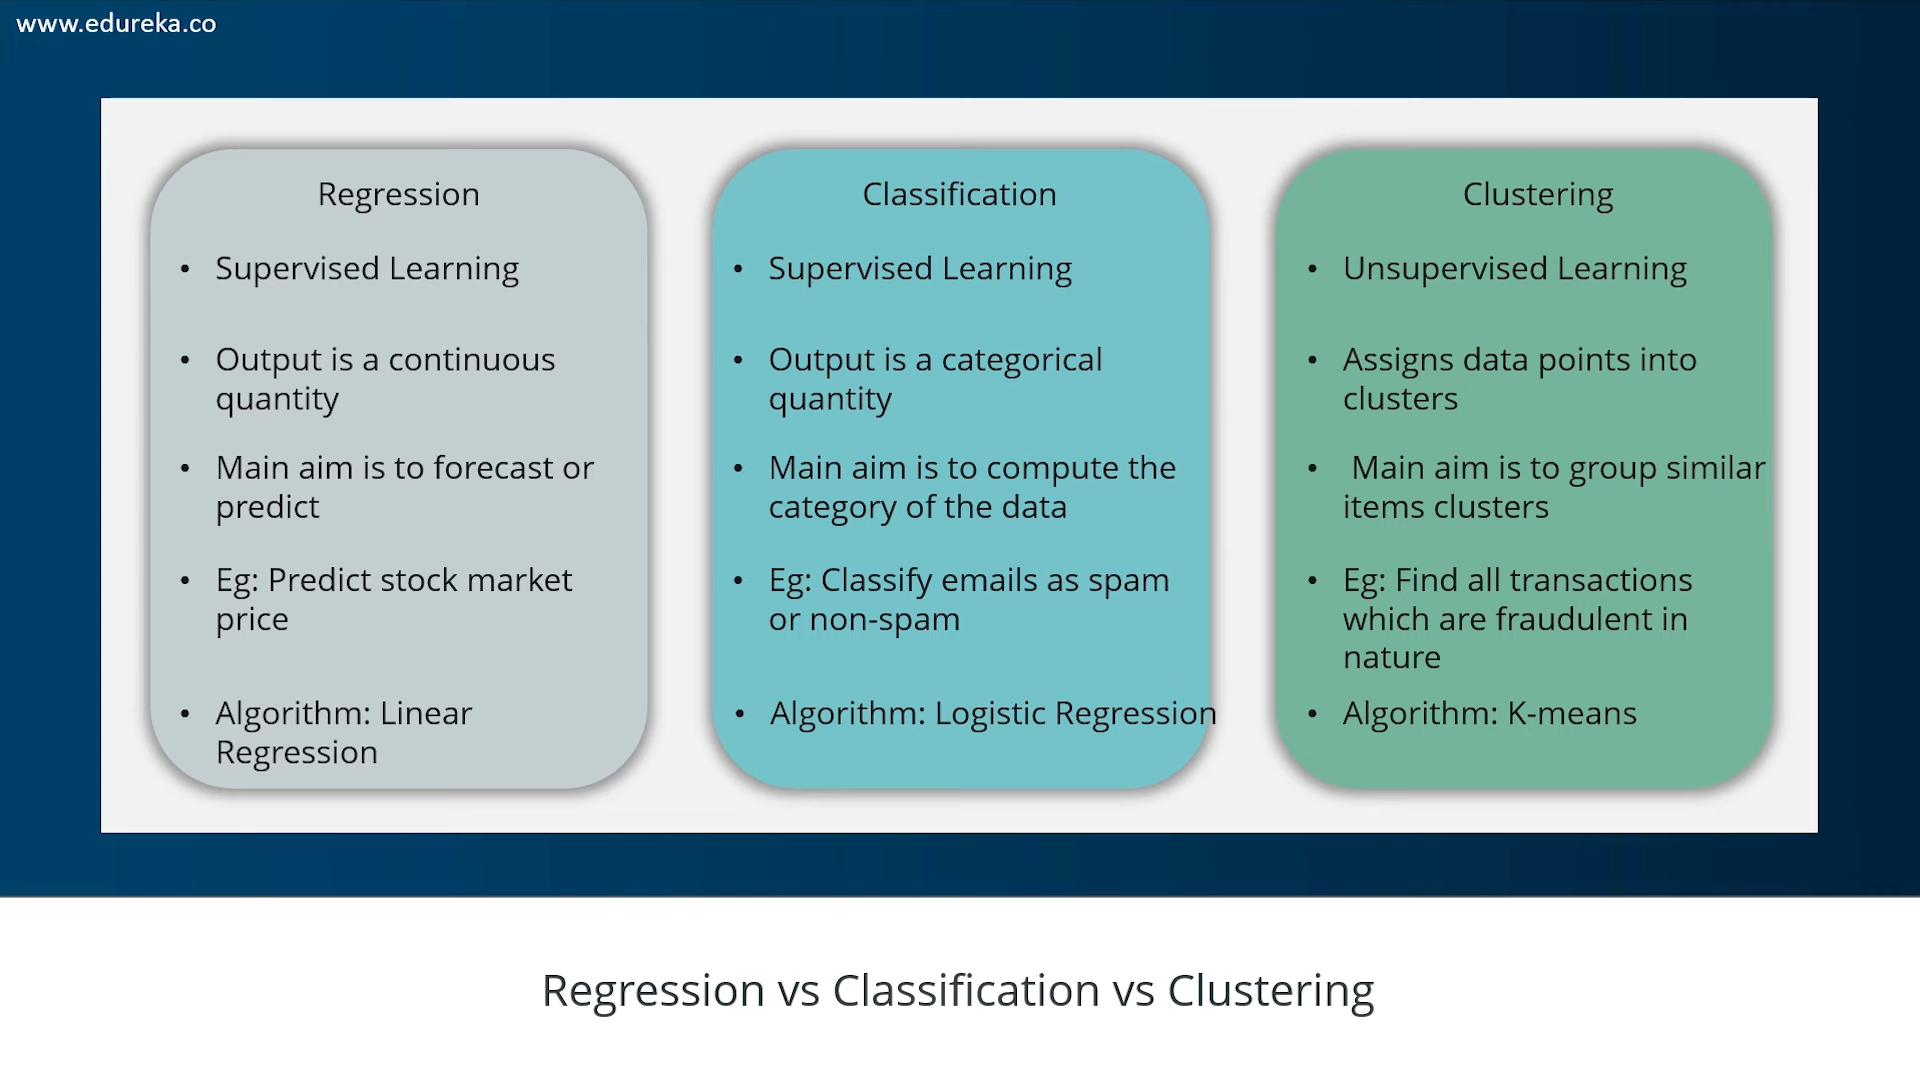 www.edureka.co
Regression
• Supervised Learning
• Output is a continuous
quantity
• Main aim is to forecast or
predict
• Eg: Predict stock market
price
• Algorithm: Linear
Regression
Classification
• Supervised Learning
• Output is a categorical
quantity
• Main aim is to compute the
category of the data
• Eg: Classify emails as spam
or non-spam
• Algorithm: Logistic Regression
Clustering
• Unsupervised Learning
• Assigns data points into
clusters
• Main aim is to group similar
items clusters
• Eg: Find all transactions
which are fraudulent in
nature
• Algorithm: K-means
Regression vs Classification vs Clustering